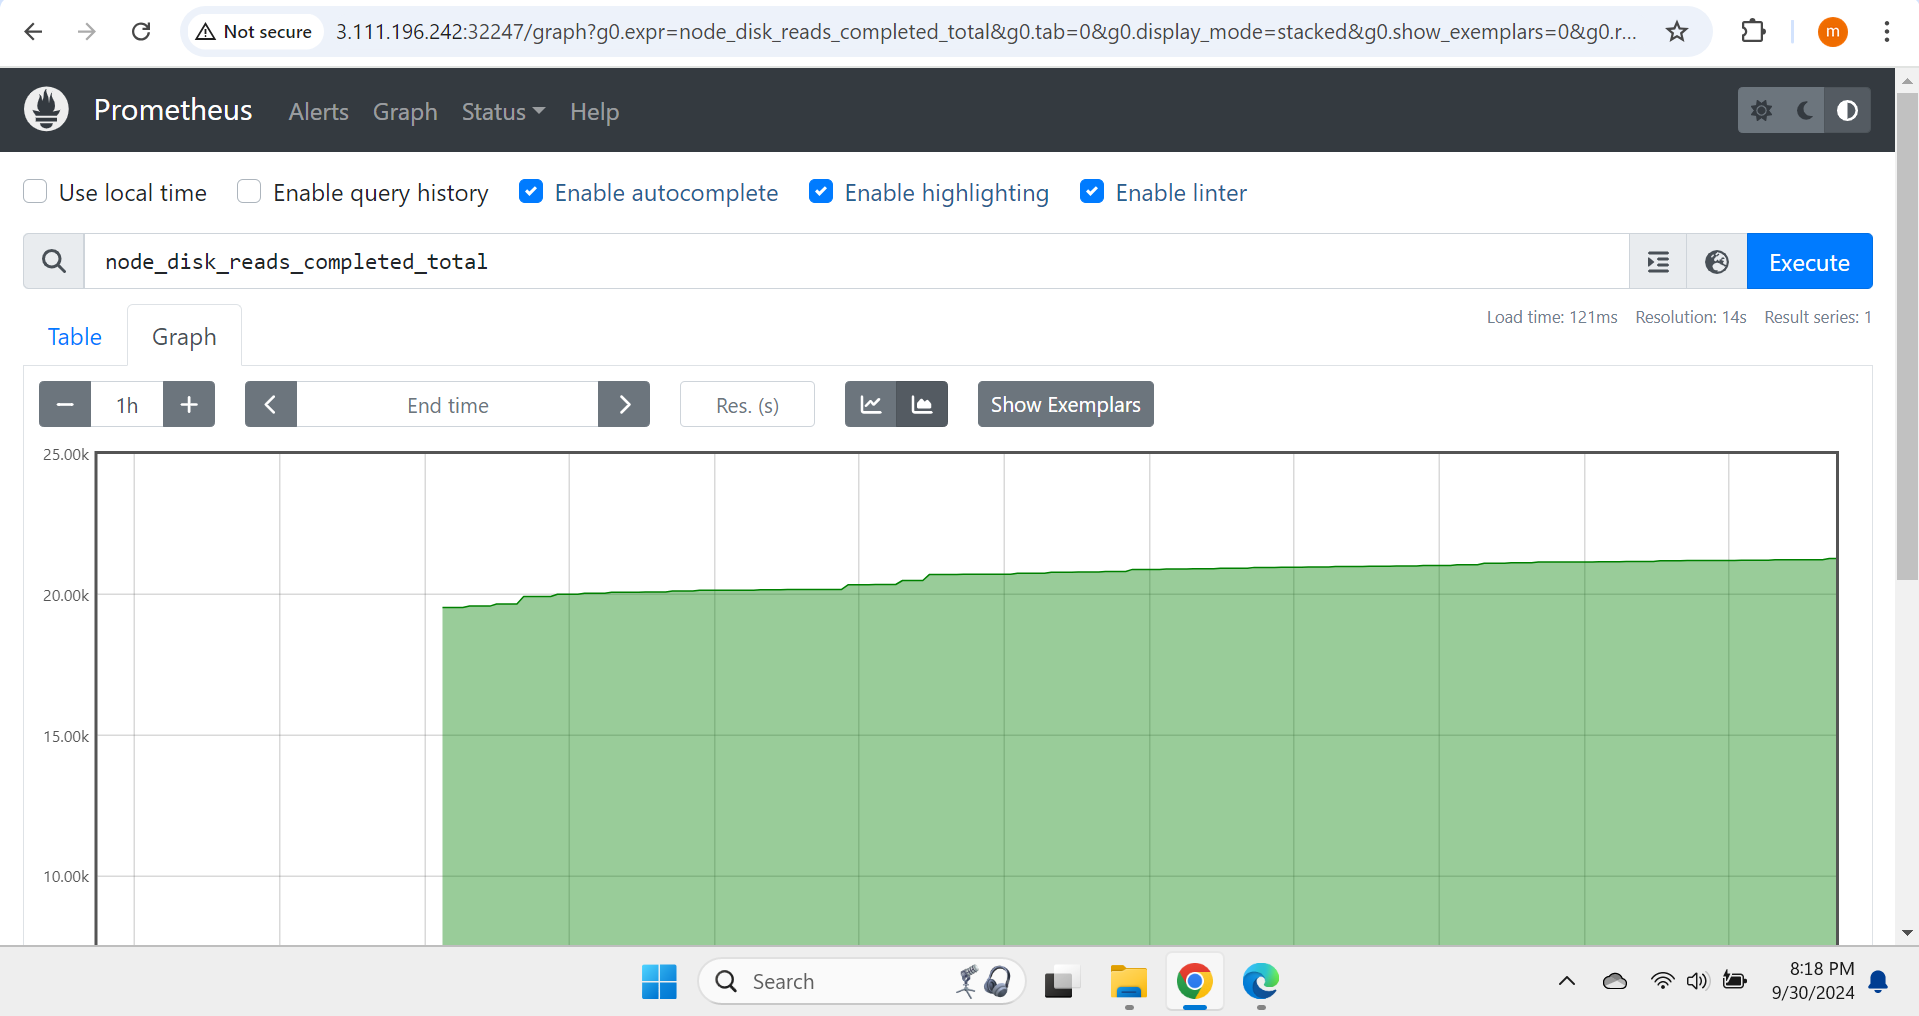 Not secure
3.111.196.242:32247/graph?g0.expr=node_disk_reads_completed_total&g0.tab=0&g0.display_mode=stacked&g0.show_exemplars=0&g0.r...
m
Prometheus Alerts Graph Status Help
Use local time Enable query history Enable autocomplete Enable highlighting Enable linter
node_disk_reads_completed_total
Execute
Table Graph
Load time: 121ms Resolution: 14s Result series: 1
1h End time Res. (s) Show Exemplars
25.00k
20.00k
15.00k
10.00k
Search
8:18 PM
9/30/2024